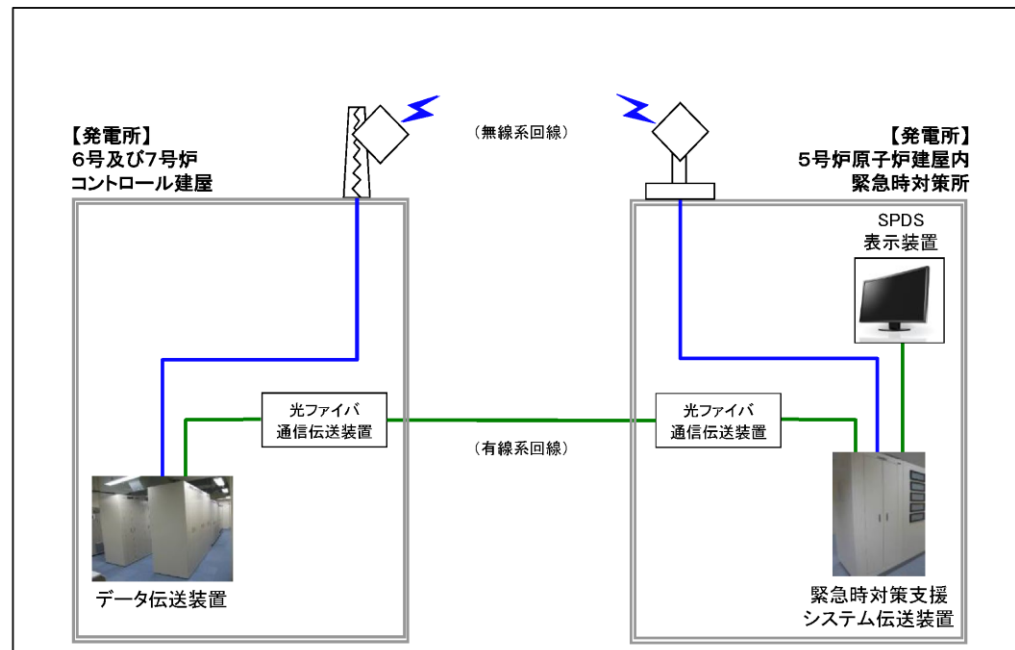 【発電所】
6号及び7号炉
コントロール建屋
(無線系回線)
【発電所】
5号炉原子炉建屋内
緊急時対策所
SPDS
表示装置
光ファイバ
通信伝送装置
(有線系回線)
光ファイバ
通信伝送装置
データ伝送装置
緊急時対策支援
システム伝送装置